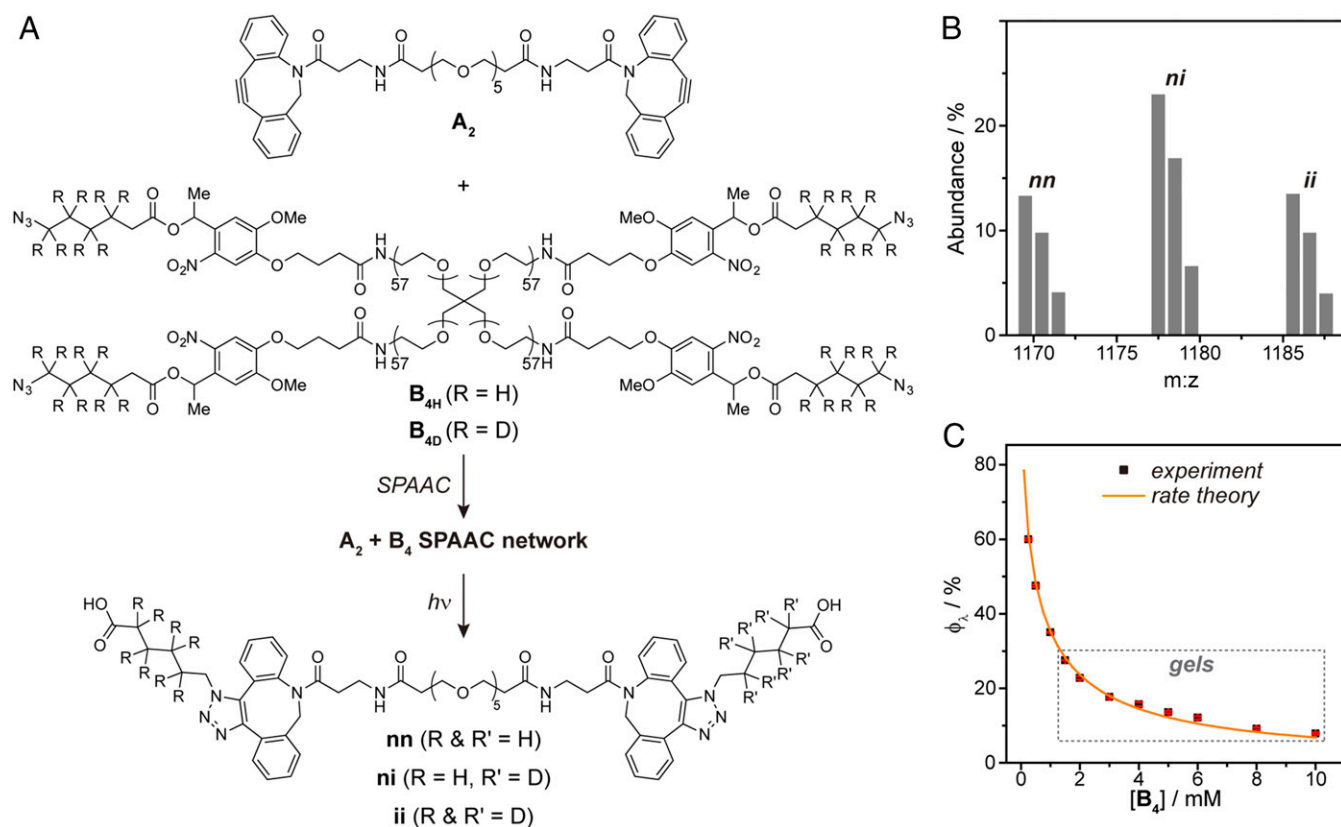 A
O
O
O
O
N
N
H
O
5
N
H
N
A₂
+
R R R R O Me
N₃ O OMe
R R R R
NO₂ O
H
N O
O 57
Me O R R R R
MeO O N₃
R R R R
O NO₂
H
N
O O
57
NO₂ O
N O
H 57
R R R R O
N₃ O OMe
R R R R Me
O NO₂
O N
57 H
MeO O R R R R
O N₃
Me R R R R
B₄H (R = H)
B₄D (R = D)
SPAAC
A₂ + B₄ SPAAC network
hν
HO R R
O R R
R R
R R
N
N=N
N
O
N
H
O
O
5
O
N
H
O
N
N
N=N
R' R' OH
R' R' O
R' R'
R' R'
nn (R & R' = H)
ni (R = H, R' = D)
ii (R & R' = D)
B
Abundance / %
20
10
0
nn
ni
ii
1170 1175 1180 1185
m:z
C
ϕλ / %
80
60
40
20
0
experiment
rate theory
gels
0 2 4 6 8 10
[B₄] / mM